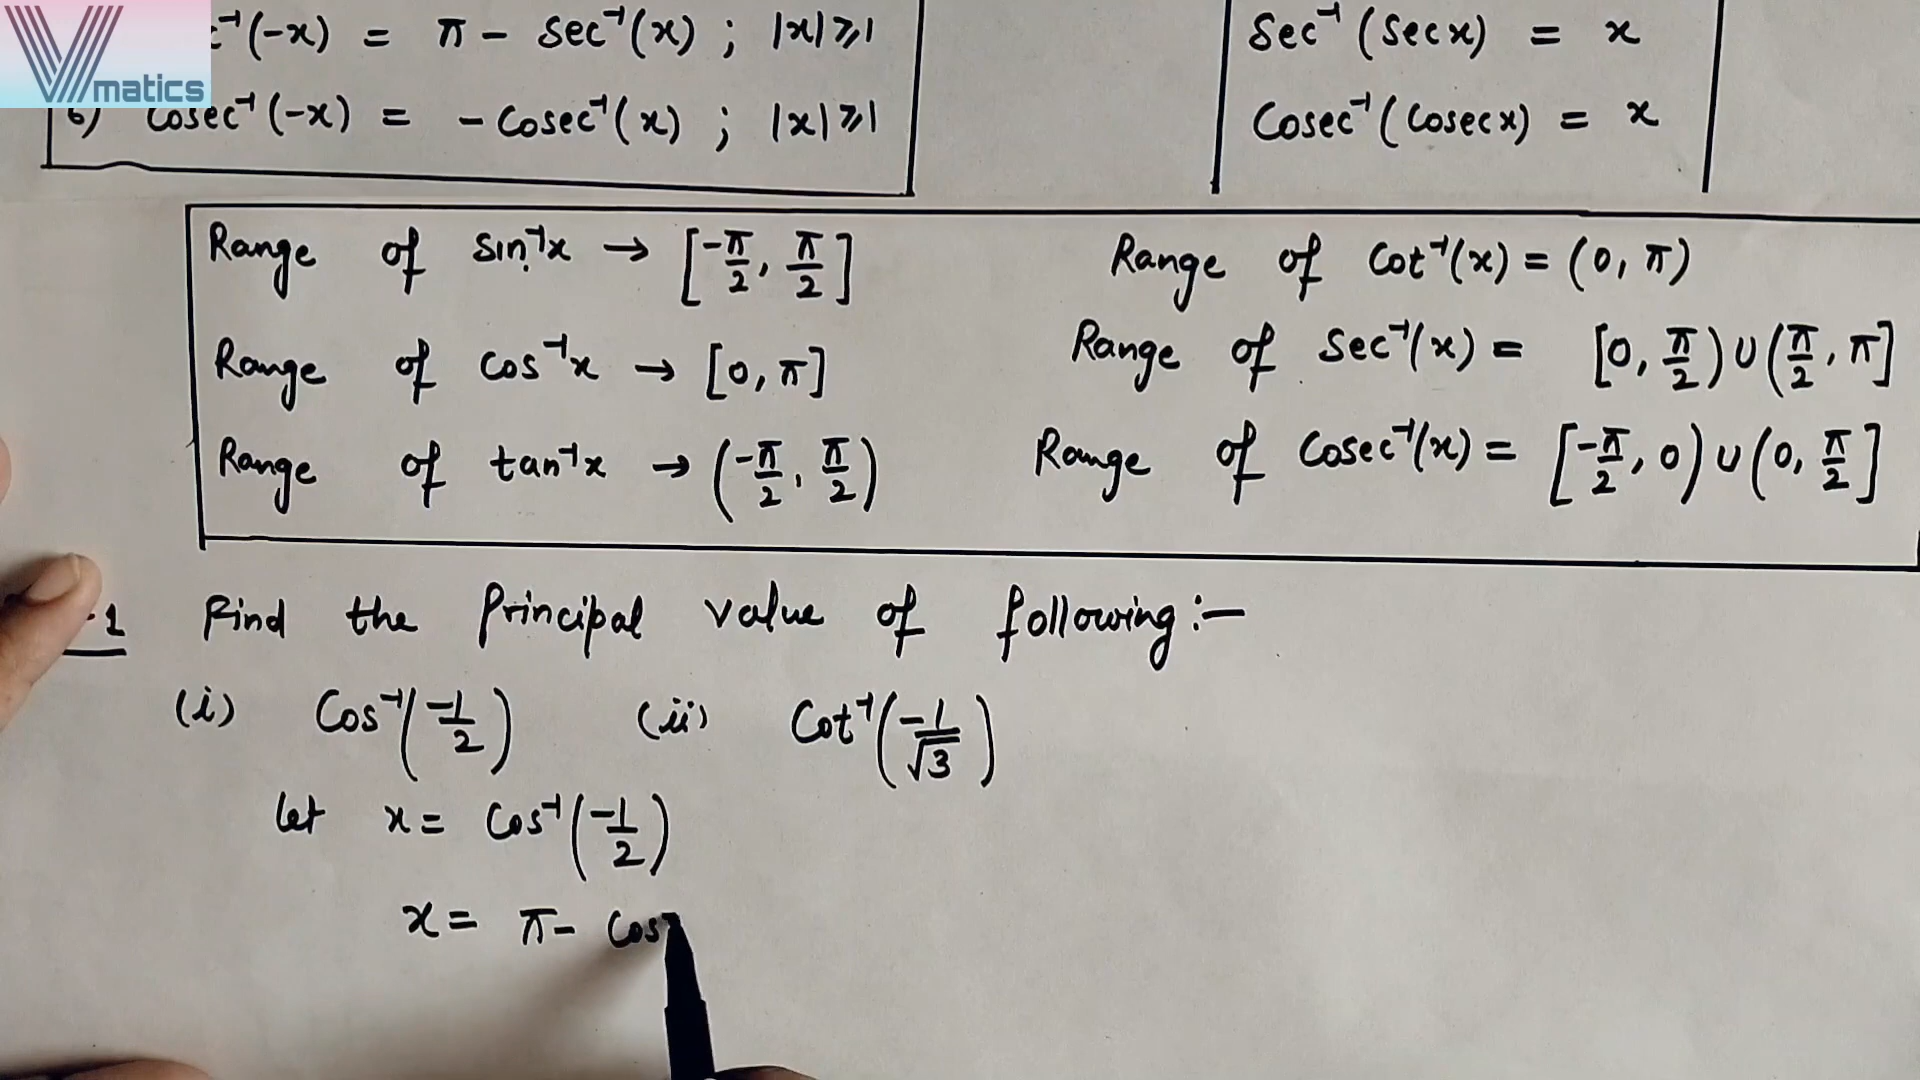 Vmatics
c⁻¹(-x) = π - sec⁻¹(x) ; |x|≥1
6) cosec⁻¹(-x) = -cosec⁻¹(x) ; |x|≥1
Sec⁻¹(secx) = x
Cosec⁻¹(cosecx) = x
Range of sin⁻¹x → [-π/2, π/2]
Range of cos⁻¹x → [0, π]
Range of tan⁻¹x → (-π/2, π/2)
Range of cot⁻¹(x) = (0, π)
Range of sec⁻¹(x) = [0, π/2) ∪ (π/2, π]
Range of cosec⁻¹(x) = [-π/2, 0) ∪ (0, π/2]
-1 Find the Principal value of following:-
(i) Cos⁻¹(-1/2) (ii) Cot⁻¹(-1/√3)
let x = cos⁻¹(-1/2)
x = π- cos